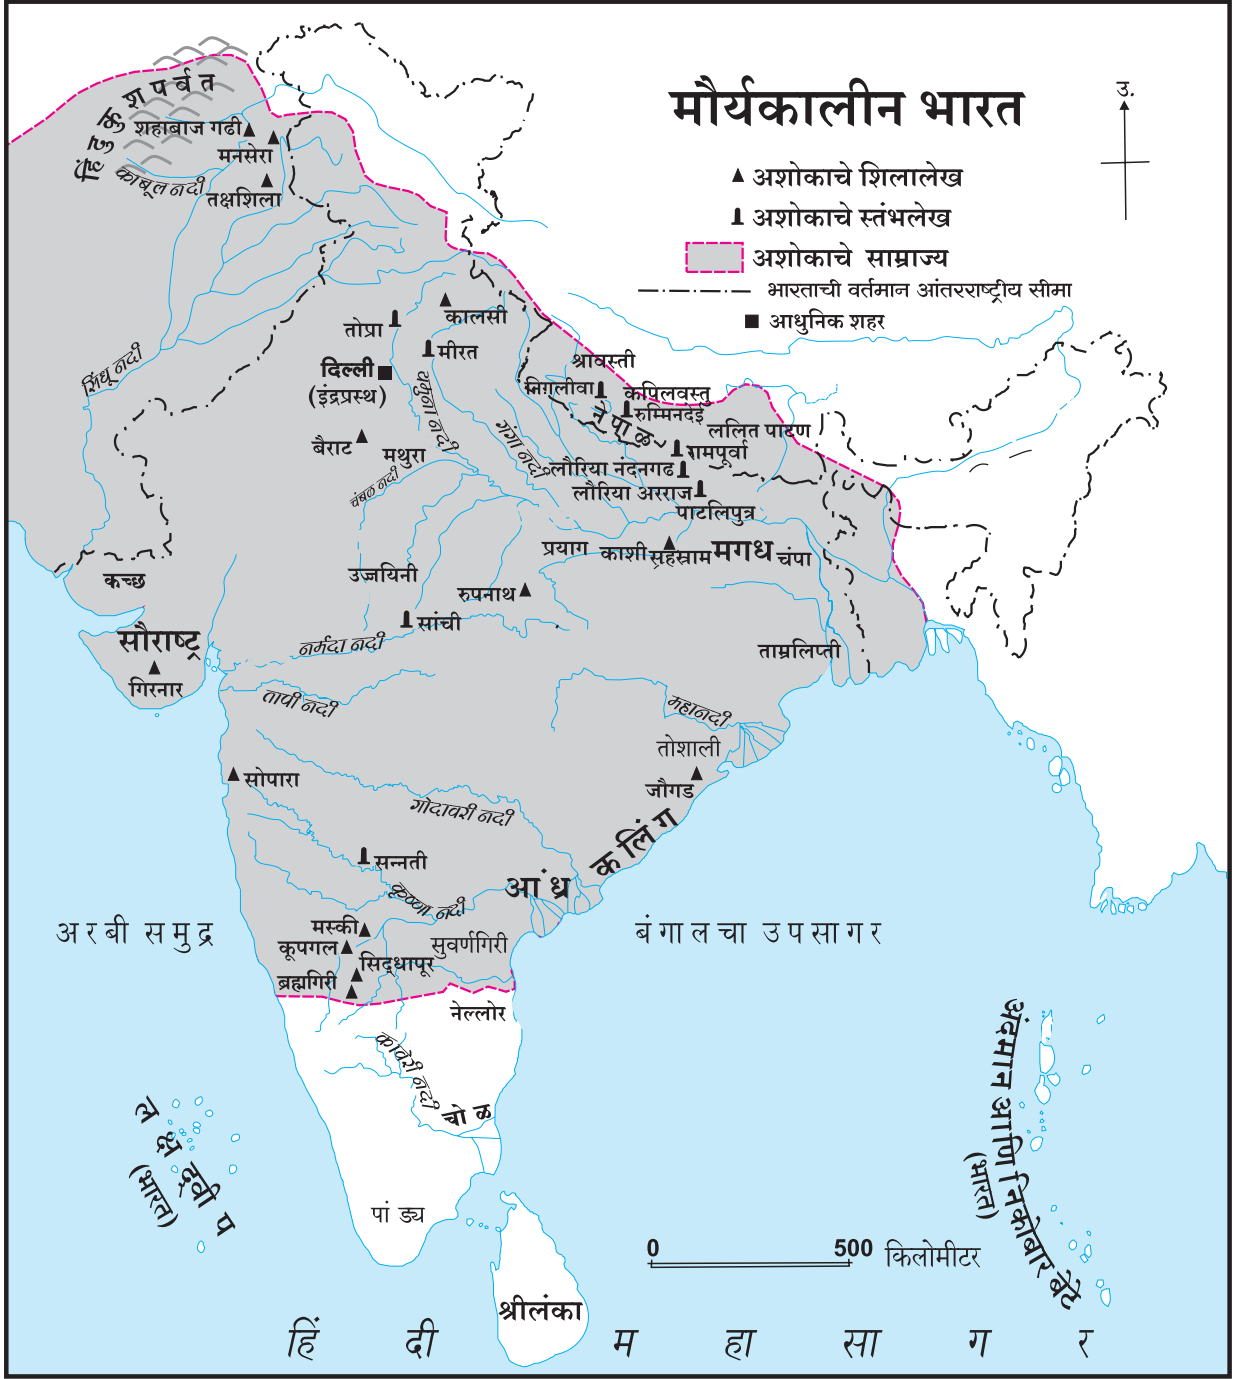 मौर्यकालीन भारत
उ.
▲ अशोकाचे शिलालेख
अशोकाचे स्तंभलेख
अशोकाचे साम्राज्य
भारताची वर्तमान आंतरराष्ट्रीय सीमा
■ आधुनिक शहर
हिंदुकुश पर्वत
शहाबाज गढी
मनसेरा
काबूल नदी
तक्षशिला
सिंधू नदी
तोप्रा
कालसी
मीरत
दिल्ली
(इंद्रप्रस्थ)
यमुना नदी
गंगा नदी
श्रावस्ती
निगलीवा
कपिलवस्तु
रुम्मिनदेई
नेपाळ
ललित पाटण
रामपूर्वा
बैराट
मथुरा
चंबळ नदी
लौरिया नंदनगढ
लौरिया अरराज
पाटलिपुत्र
प्रयाग
काशी
सहस्राम
मगध
चंपा
कच्छ
उज्जयिनी
रुपनाथ
सांची
सौराष्ट्र
गिरनार
नर्मदा नदी
ताम्रलिप्ती
तापी नदी
महानदी
तोशाली
जौगड
सोपारा
गोदावरी नदी
कलिंग
सन्नती
आंध्र
कृष्णा नदी
अरबी समुद्र
बंगालचा उपसागर
मस्की
कूपगल
सुवर्णगिरी
सिद्धापूर
ब्रह्मगिरी
नेल्लोर
कावेरी नदी
चोळ
पांड्य
लक्षद्वीप
(भारत)
अंदमान आणि निकोबार बेटे
(भारत)
0 500 किलोमीटर
श्रीलंका
हिंदी महासागर